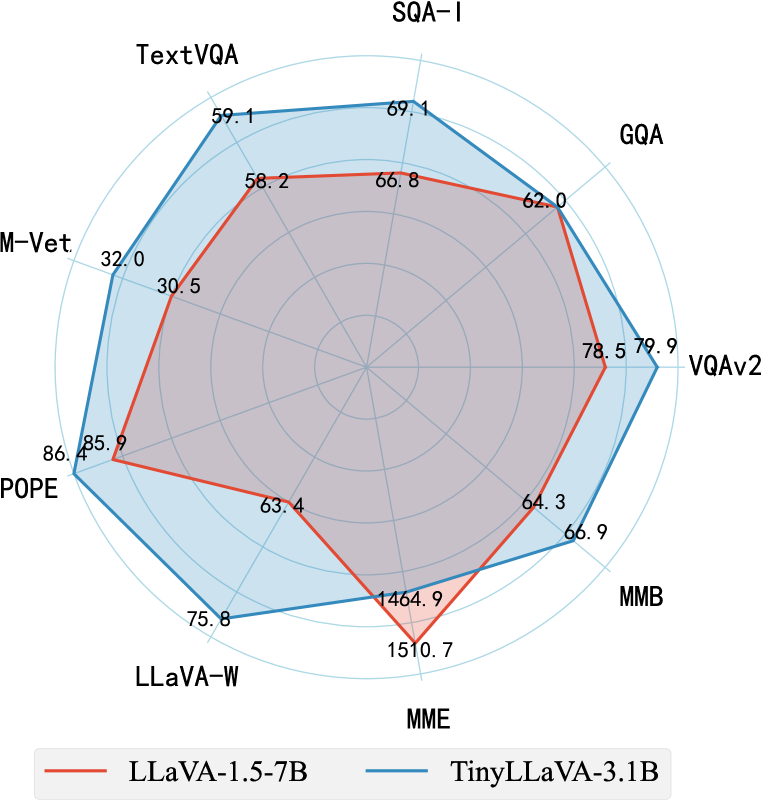 SQA-I
TextVQA
59.1
69.1
GQA
58.2
66.8
62.0
M-Vet
32.0
30.5
78.5
79.9
VQAv2
86.4
85.9
POPE
63.4
64.3
66.9
75.8
1464.9
MMB
1510.7
LLaVA-W
MME
LLaVA-1.5-7B
TinyLLaVA-3.1B